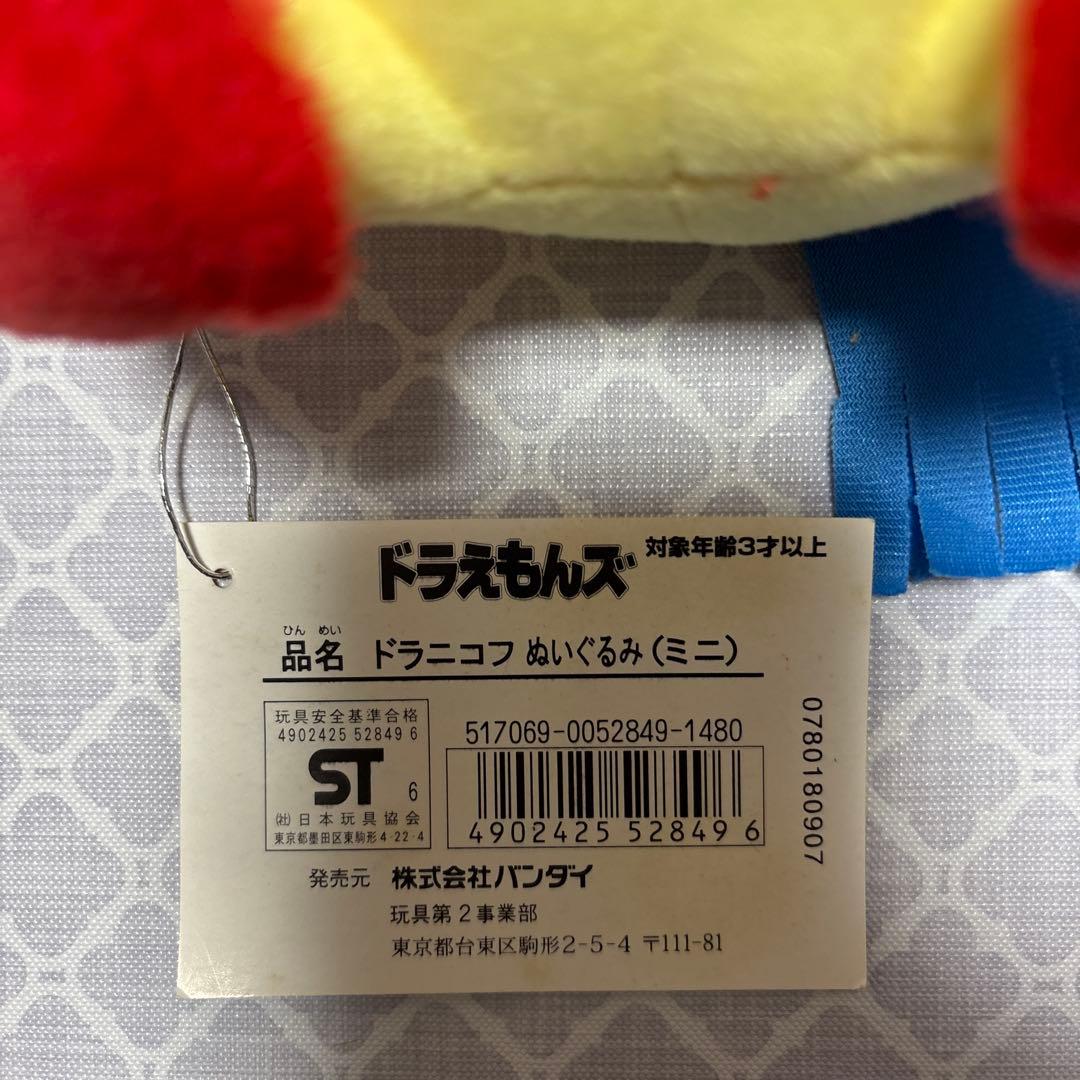 ドラえもんズ 対象年齢3才以上
ひん めい
品名 ドラニコフ ぬいぐるみ(ミニ)
玩具安全基準合格
4902425 52849 6
ST 6
㈳日本玩具協会
東京都墨田区東駒形4-22-4
517069-0052849-1480
4902425 528496
0780180907
発売元 株式会社バンダイ
玩具第2事業部
東京都台東区駒形2-5-4 〒111-81